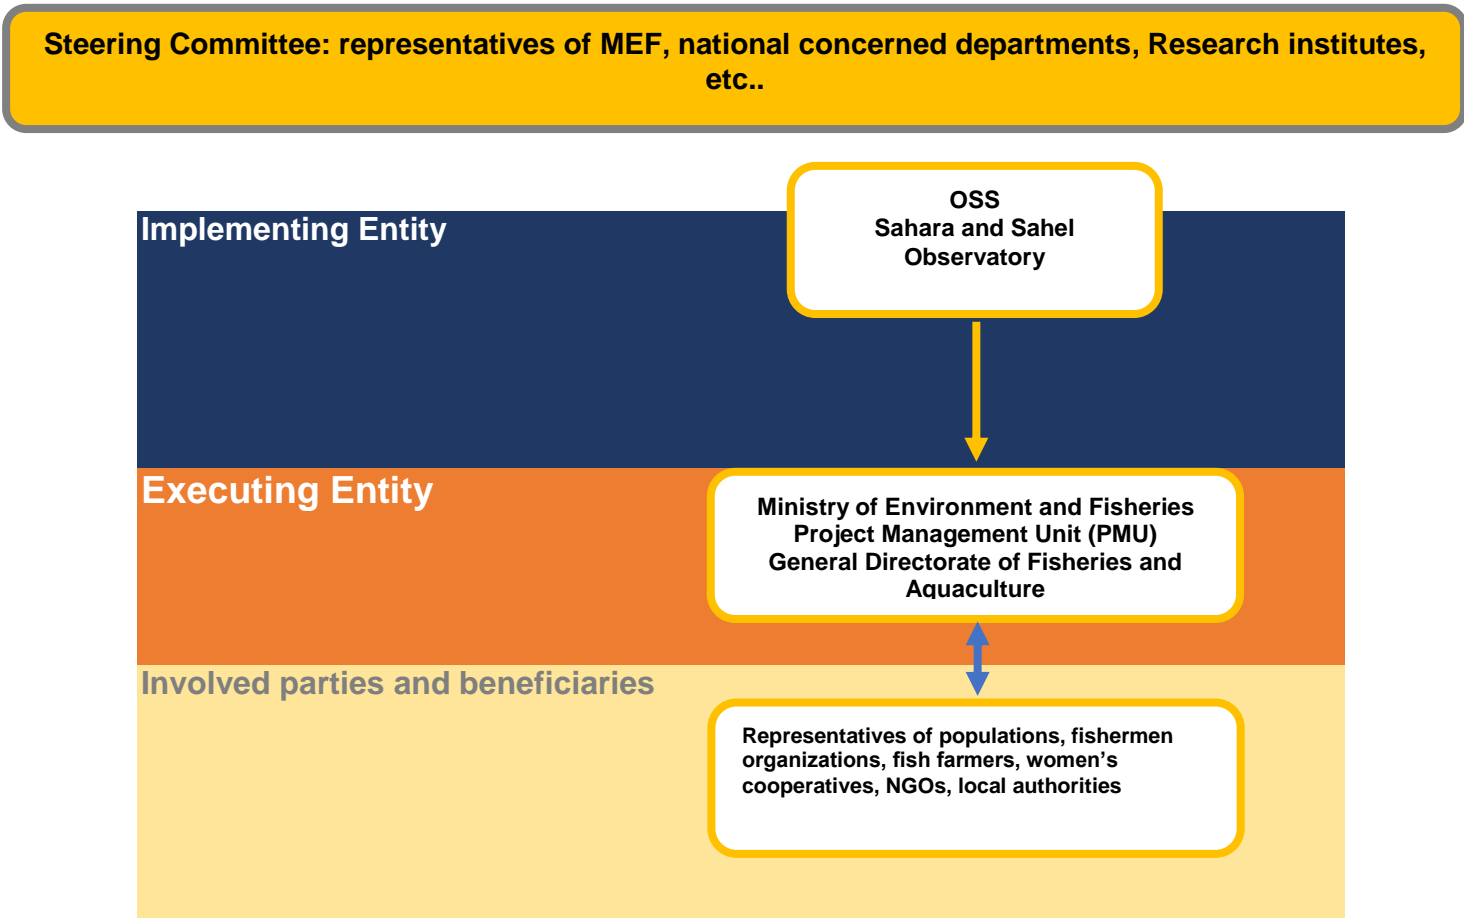 Steering Committee: representatives of MEF, national concerned departments, Research institutes,
etc..
OSS
Sahara and Sahel
Observatory
Implementing Entity
Executing Entity
Ministry of Environment and Fisheries
Project Management Unit (PMU)
General Directorate of Fisheries and
Aquaculture
Involved parties and beneficiaries
Representatives of populations, fishermen
organizations, fish farmers, women’s
cooperatives, NGOs, local authorities